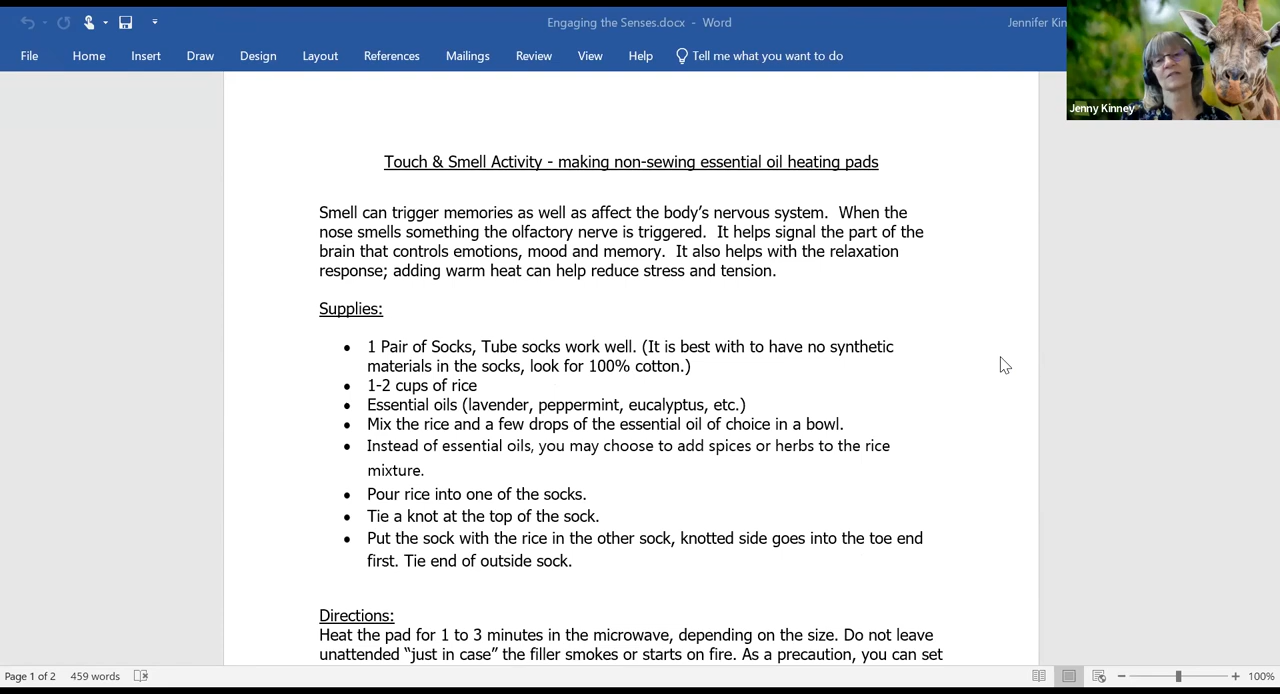 Engaging the Senses.docx - Word
Jennifer Kin
File Home Insert Draw Design Layout References Mailings Review View Help Tell me what you want to do
Jenny Kinney
Touch & Smell Activity - making non-sewing essential oil heating pads
Smell can trigger memories as well as affect the body's nervous system. When the
nose smells something the olfactory nerve is triggered. It helps signal the part of the
brain that controls emotions, mood and memory. It also helps with the relaxation
response; adding warm heat can help reduce stress and tension.
Supplies:
• 1 Pair of Socks, Tube socks work well. (It is best with to have no synthetic
materials in the socks, look for 100% cotton.)
• 1-2 cups of rice
• Essential oils (lavender, peppermint, eucalyptus, etc.)
• Mix the rice and a few drops of the essential oil of choice in a bowl.
• Instead of essential oils, you may choose to add spices or herbs to the rice
mixture.
• Pour rice into one of the socks.
• Tie a knot at the top of the sock.
• Put the sock with the rice in the other sock, knotted side goes into the toe end
first. Tie end of outside sock.
Directions:
Heat the pad for 1 to 3 minutes in the microwave, depending on the size. Do not leave
unattended "just in case" the filler smokes or starts on fire. As a precaution, you can set
Page 1 of 2 459 words
100%